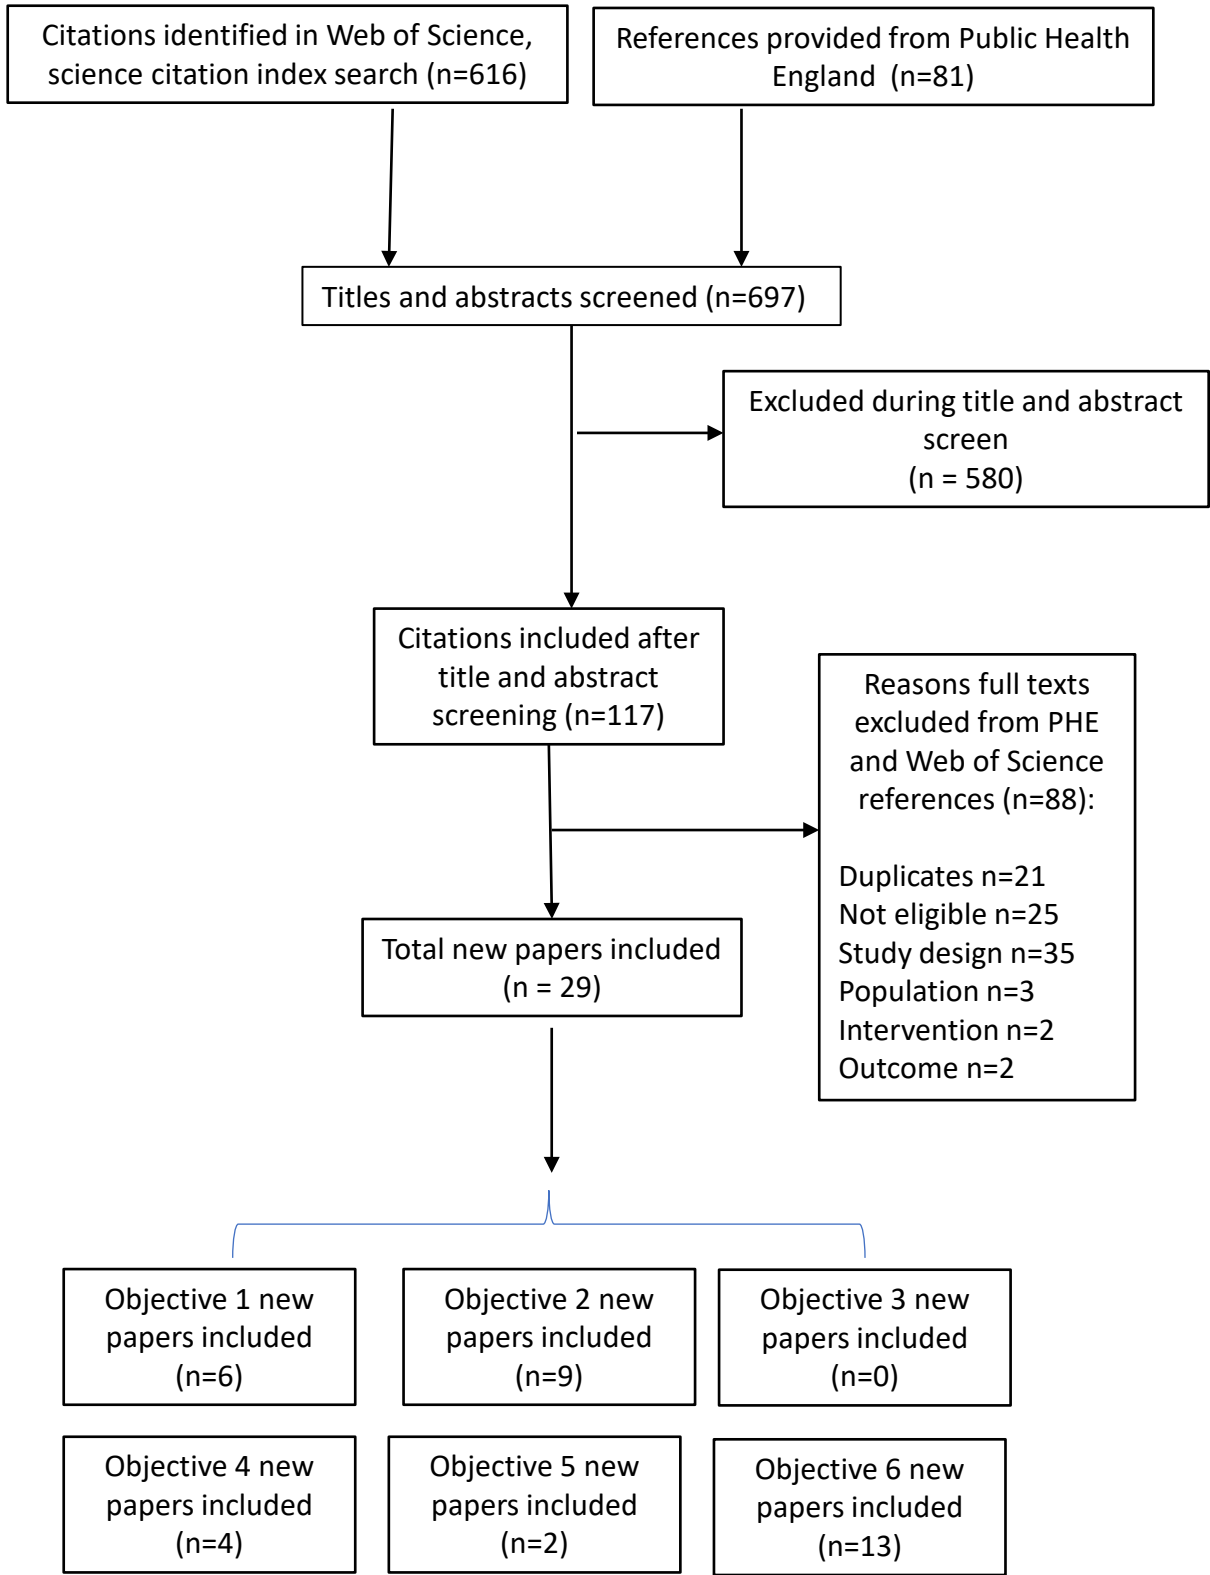 Citations identified in Web of Science,
science citation index search (n=616)
References provided from Public Health
England (n=81)
Titles and abstracts screened (n=697)
Excluded during title and abstract
screen
(n = 580)
Citations included after
title and abstract
screening (n=117)
Reasons full texts
excluded from PHE
and Web of Science
references (n=88):
Duplicates n=21
Not eligible n=25
Study design n=35
Population n=3
Intervention n=2
Outcome n=2
Total new papers included
(n = 29)
Objective 1 new
papers included
(n=6)
Objective 2 new
papers included
(n=9)
Objective 3 new
papers included
(n=0)
Objective 4 new
papers included
(n=4)
Objective 5 new
papers included
(n=2)
Objective 6 new
papers included
(n=13)